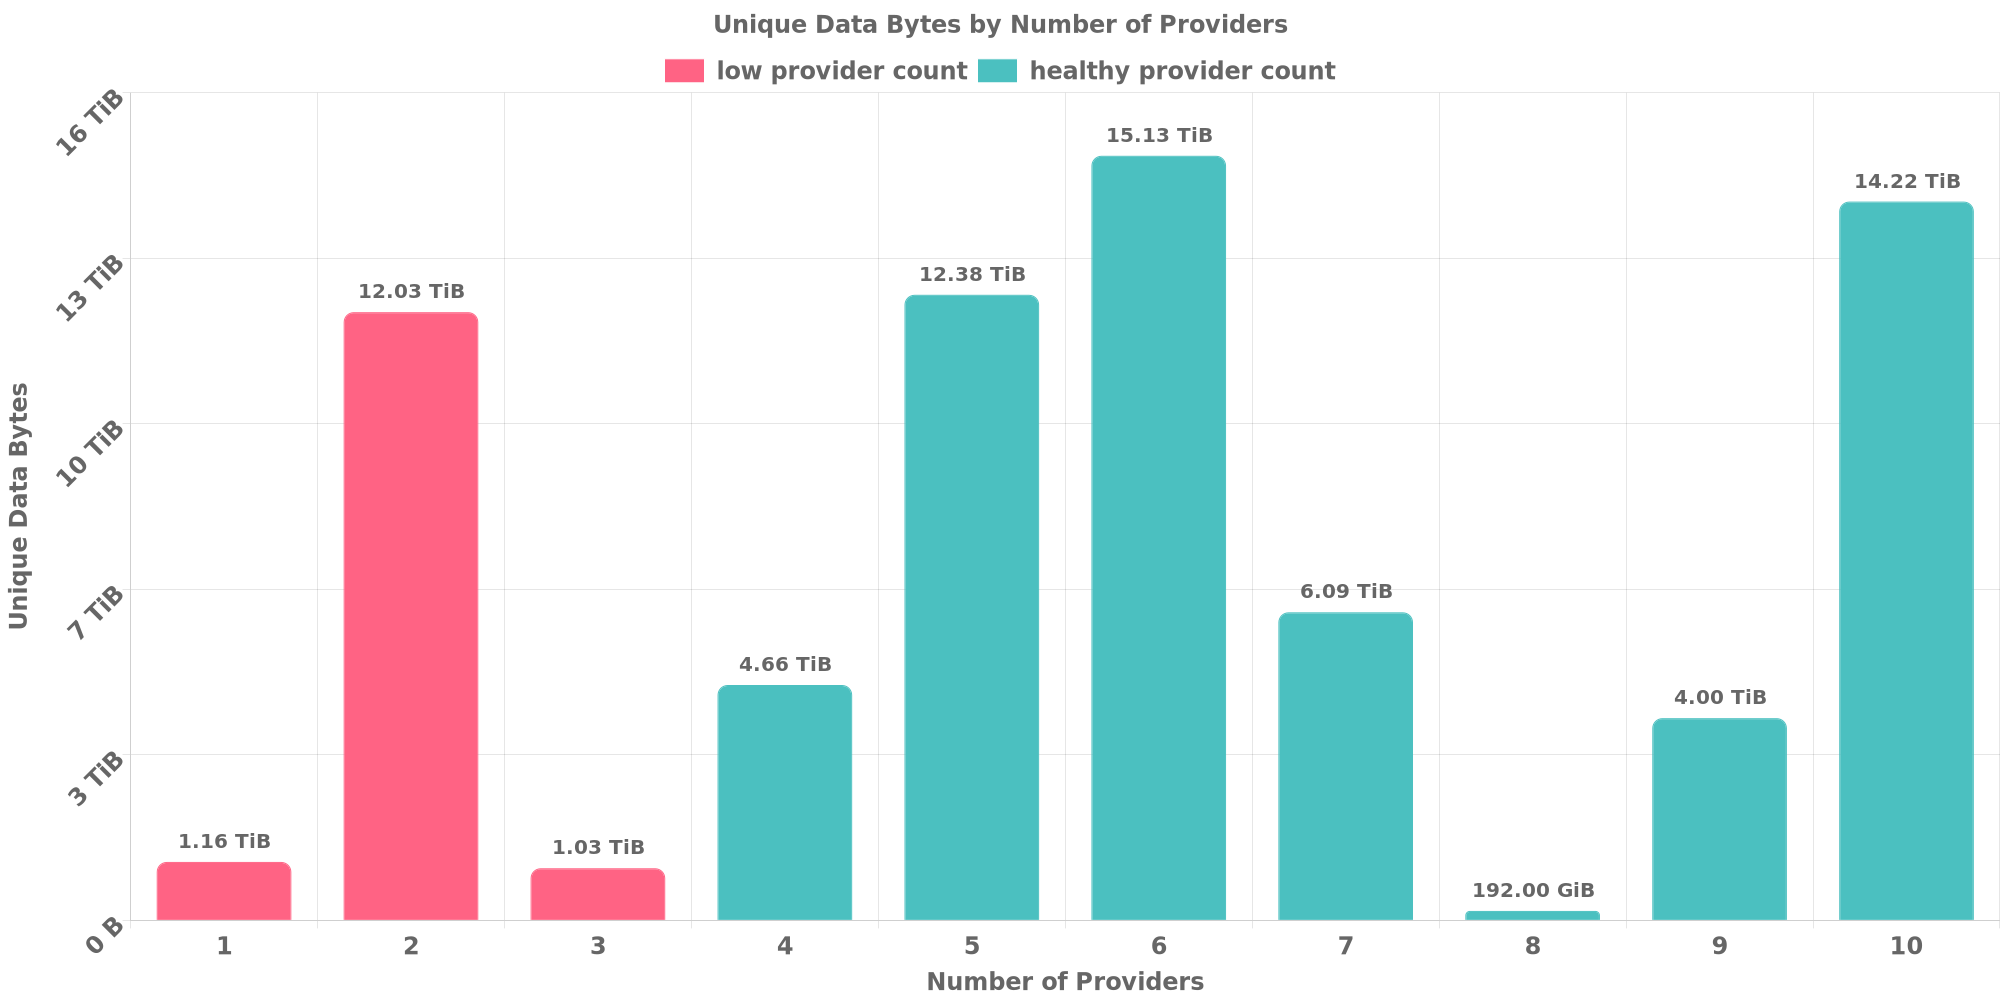 Unique Data Bytes by Number of Providers
low provider count healthy provider count
16 TiB
13 TiB
10 TiB
7 TiB
3 TiB
0 B
Unique Data Bytes
1.16 TiB
12.03 TiB
1.03 TiB
4.66 TiB
12.38 TiB
15.13 TiB
6.09 TiB
192.00 GiB
4.00 TiB
14.22 TiB
1 2 3 4 5 6 7 8 9 10
Number of Providers